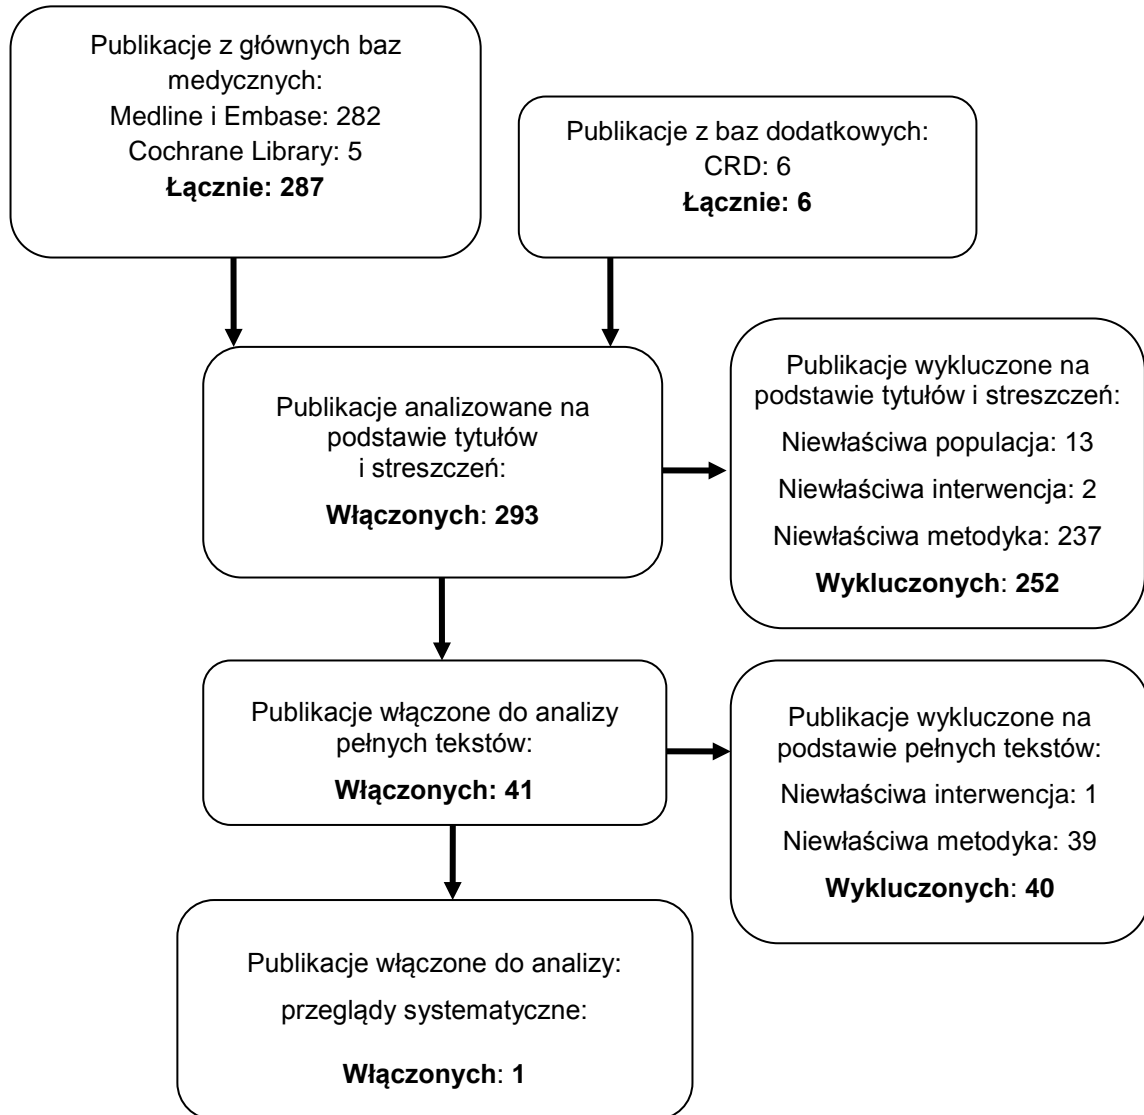 Publikacje z głównych baz
medycznych:
Medline i Embase: 282
Cochrane Library: 5
Łącznie: 287
Publikacje z baz dodatkowych:
CRD: 6
Łącznie: 6
Publikacje analizowane na
podstawie tytułów
i streszczeń:
Włączonych: 293
Publikacje wykluczone na
podstawie tytułów i streszczeń:
Niewłaściwa populacja: 13
Niewłaściwa interwencja: 2
Niewłaściwa metodyka: 237
Wykluczonych: 252
Publikacje włączone do analizy
pełnych tekstów:
Włączonych: 41
Publikacje wykluczone na
podstawie pełnych tekstów:
Niewłaściwa interwencja: 1
Niewłaściwa metodyka: 39
Wykluczonych: 40
Publikacje włączone do analizy:
przeglądy systematyczne:
Włączonych: 1